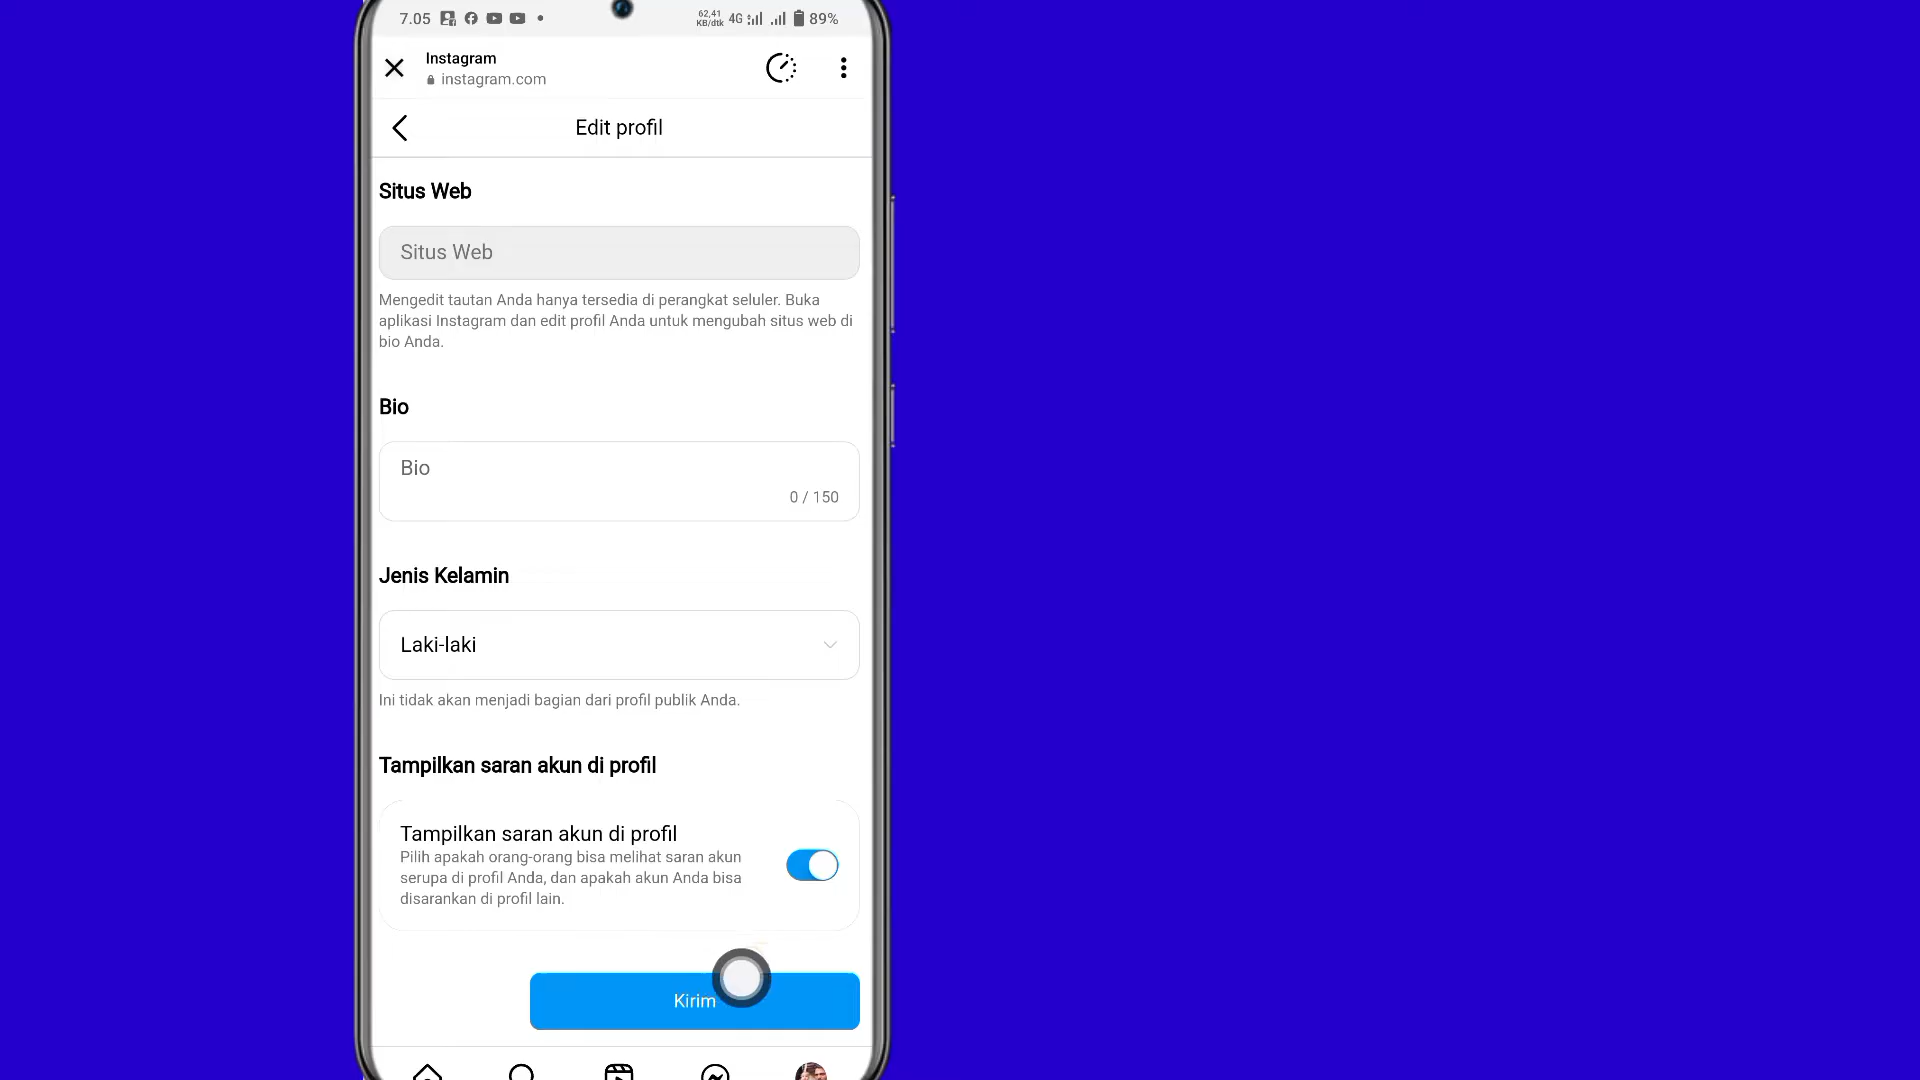 7.05
62,41
KB/dtk
4G
89%
Instagram
instagram.com
Edit profil
Situs Web
Situs Web
Mengedit tautan Anda hanya tersedia di perangkat seluler. Buka
aplikasi Instagram dan edit profil Anda untuk mengubah situs web di
bio Anda.
Bio
Bio
0 / 150
Jenis Kelamin
Laki-laki
Ini tidak akan menjadi bagian dari profil publik Anda.
Tampilkan saran akun di profil
Tampilkan saran akun di profil
Pilih apakah orang-orang bisa melihat saran akun
serupa di profil Anda, dan apakah akun Anda bisa
disarankan di profil lain.
Kirim